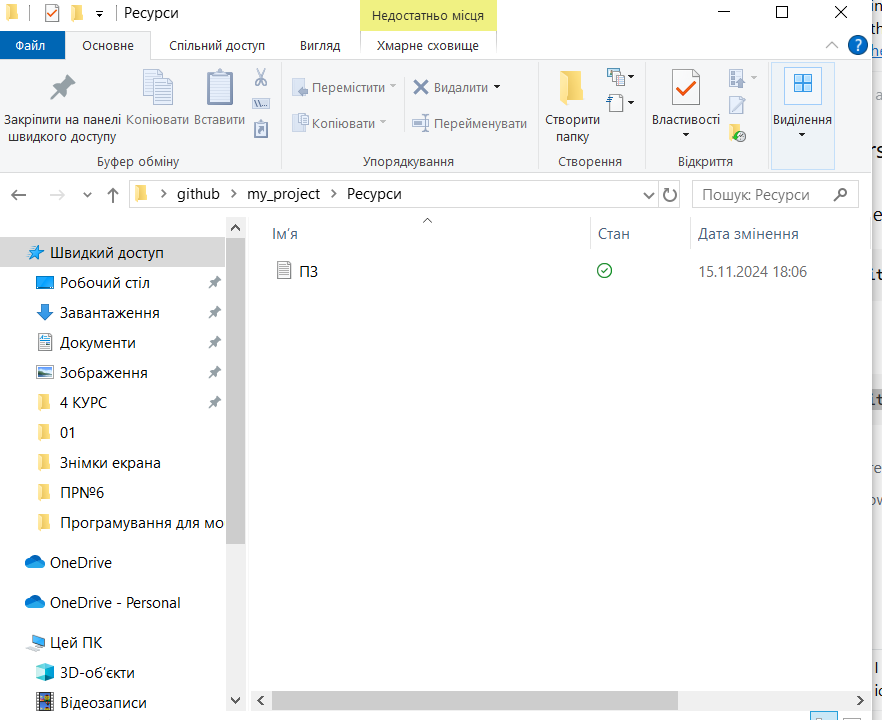 Ресурси
Недостатньо місця
Файл
Основне
Спільний доступ
Вигляд
Хмарне сховище
Закріпити на панелі
швидкого доступу
Копіювати
Вставити
Перемістити
Копіювати
Видалити
Перейменувати
Створити
папку
Властивості
Виділення
Буфер обміну
Упорядкування
Створення
Відкриття
github
my_project
Ресурси
Пошук: Ресурси
Ім’я
Стан
Дата змінення
ПЗ
15.11.2024 18:06
Швидкий доступ
Робочий стіл
Завантаження
Документи
Зображення
4 КУРС
01
Знімки екрана
ПР№6
Програмування для мо
OneDrive
OneDrive - Personal
Цей ПК
3D-об’єкти
Відеозаписи